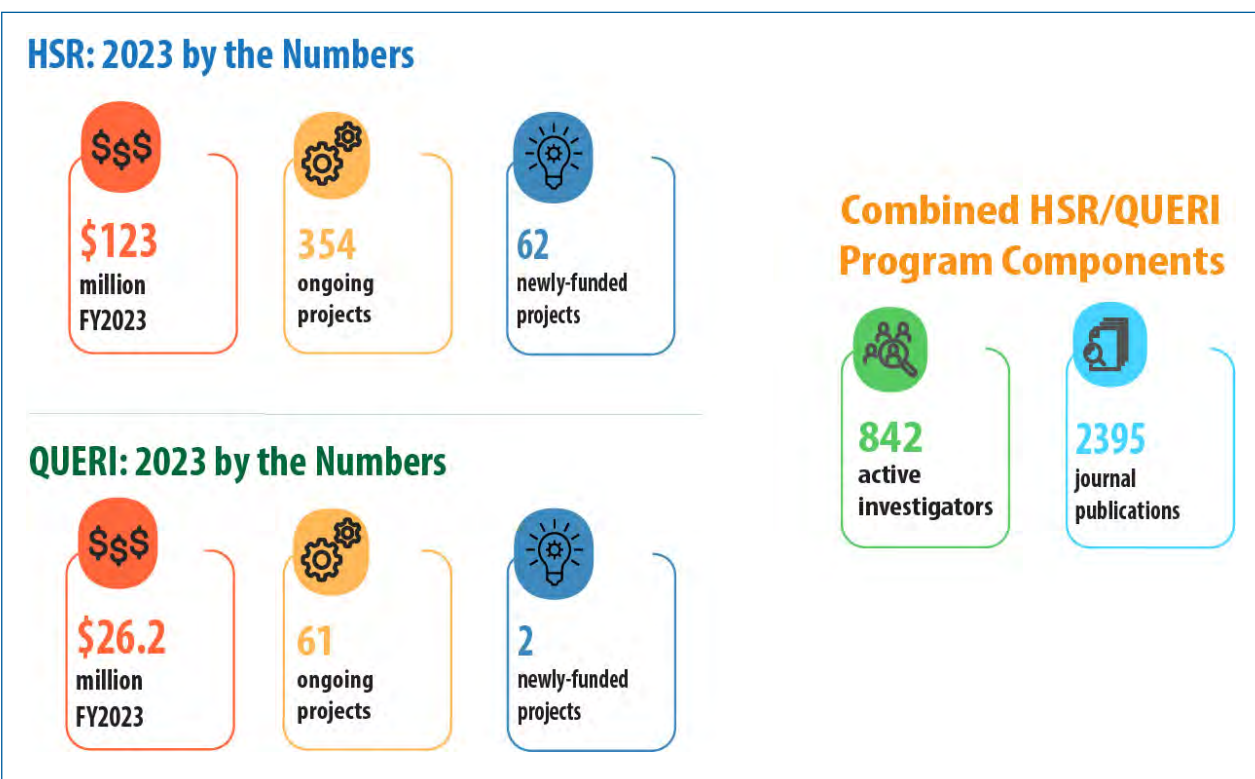 HSR: 2023 by the Numbers
$$$
$123
million
FY2023
354
ongoing
projects
62
newly-funded
projects
QUERI: 2023 by the Numbers
$$$
$26.2
million
FY2023
61
ongoing
projects
2
newly-funded
projects
Combined HSR/QUERI
Program Components
842
active
investigators
2395
journal
publications